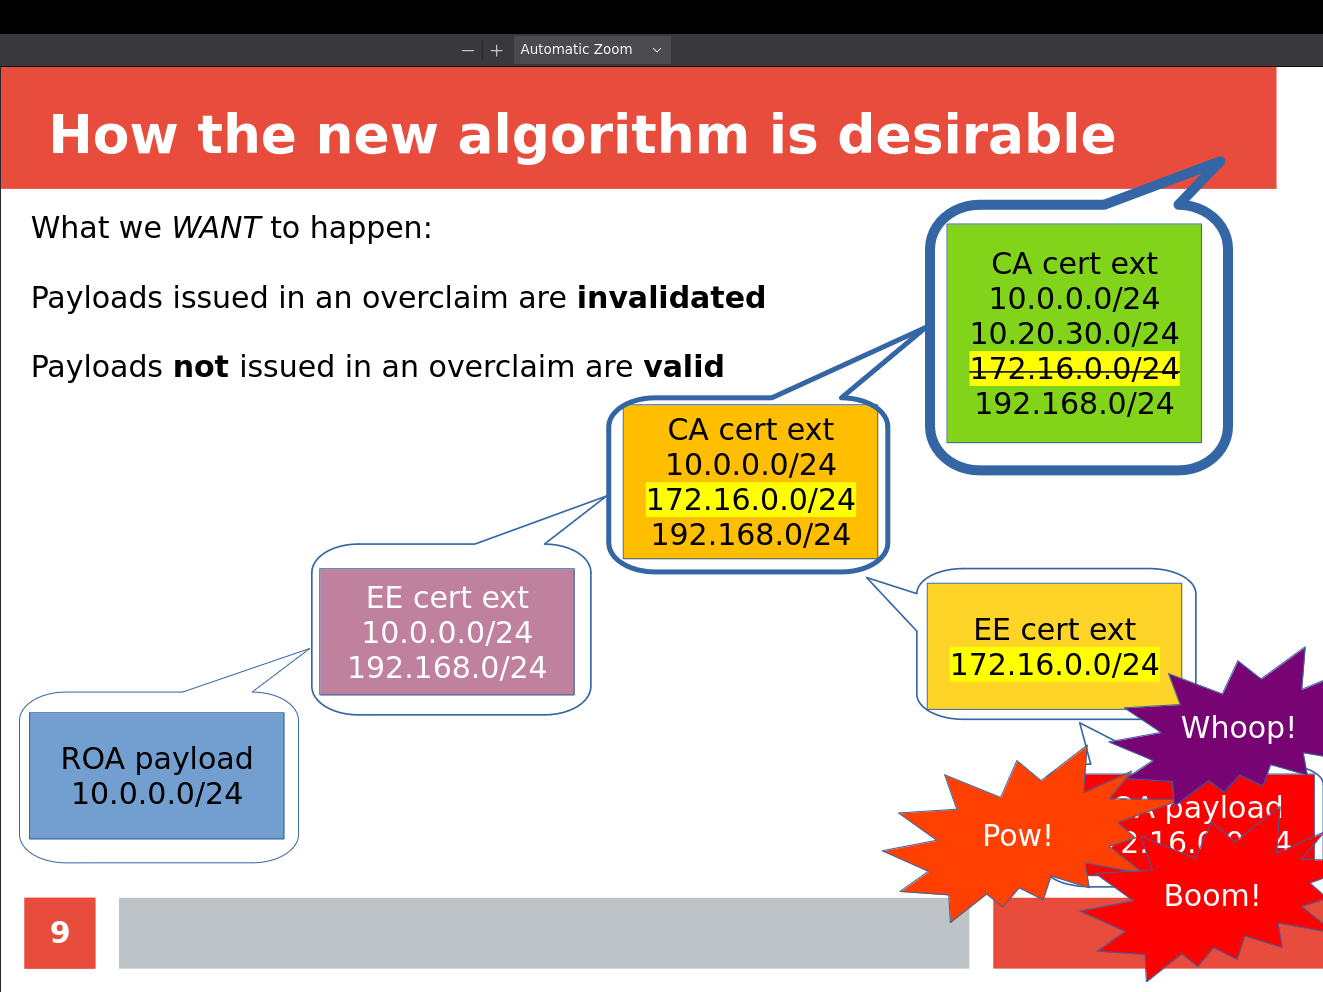 Automatic Zoom
How the new algorithm is desirable
What we WANT to happen:
Payloads issued in an overclaim are invalidated
Payloads not issued in an overclaim are valid
CA cert ext
10.0.0.0/24
10.20.30.0/24
172.16.0.0/24
192.168.0/24
CA cert ext
10.0.0.0/24
172.16.0.0/24
192.168.0/24
EE cert ext
10.0.0.0/24
192.168.0/24
EE cert ext
172.16.0.0/24
ROA payload
10.0.0.0/24
Whoop!
payload
Pow!
Boom!
9